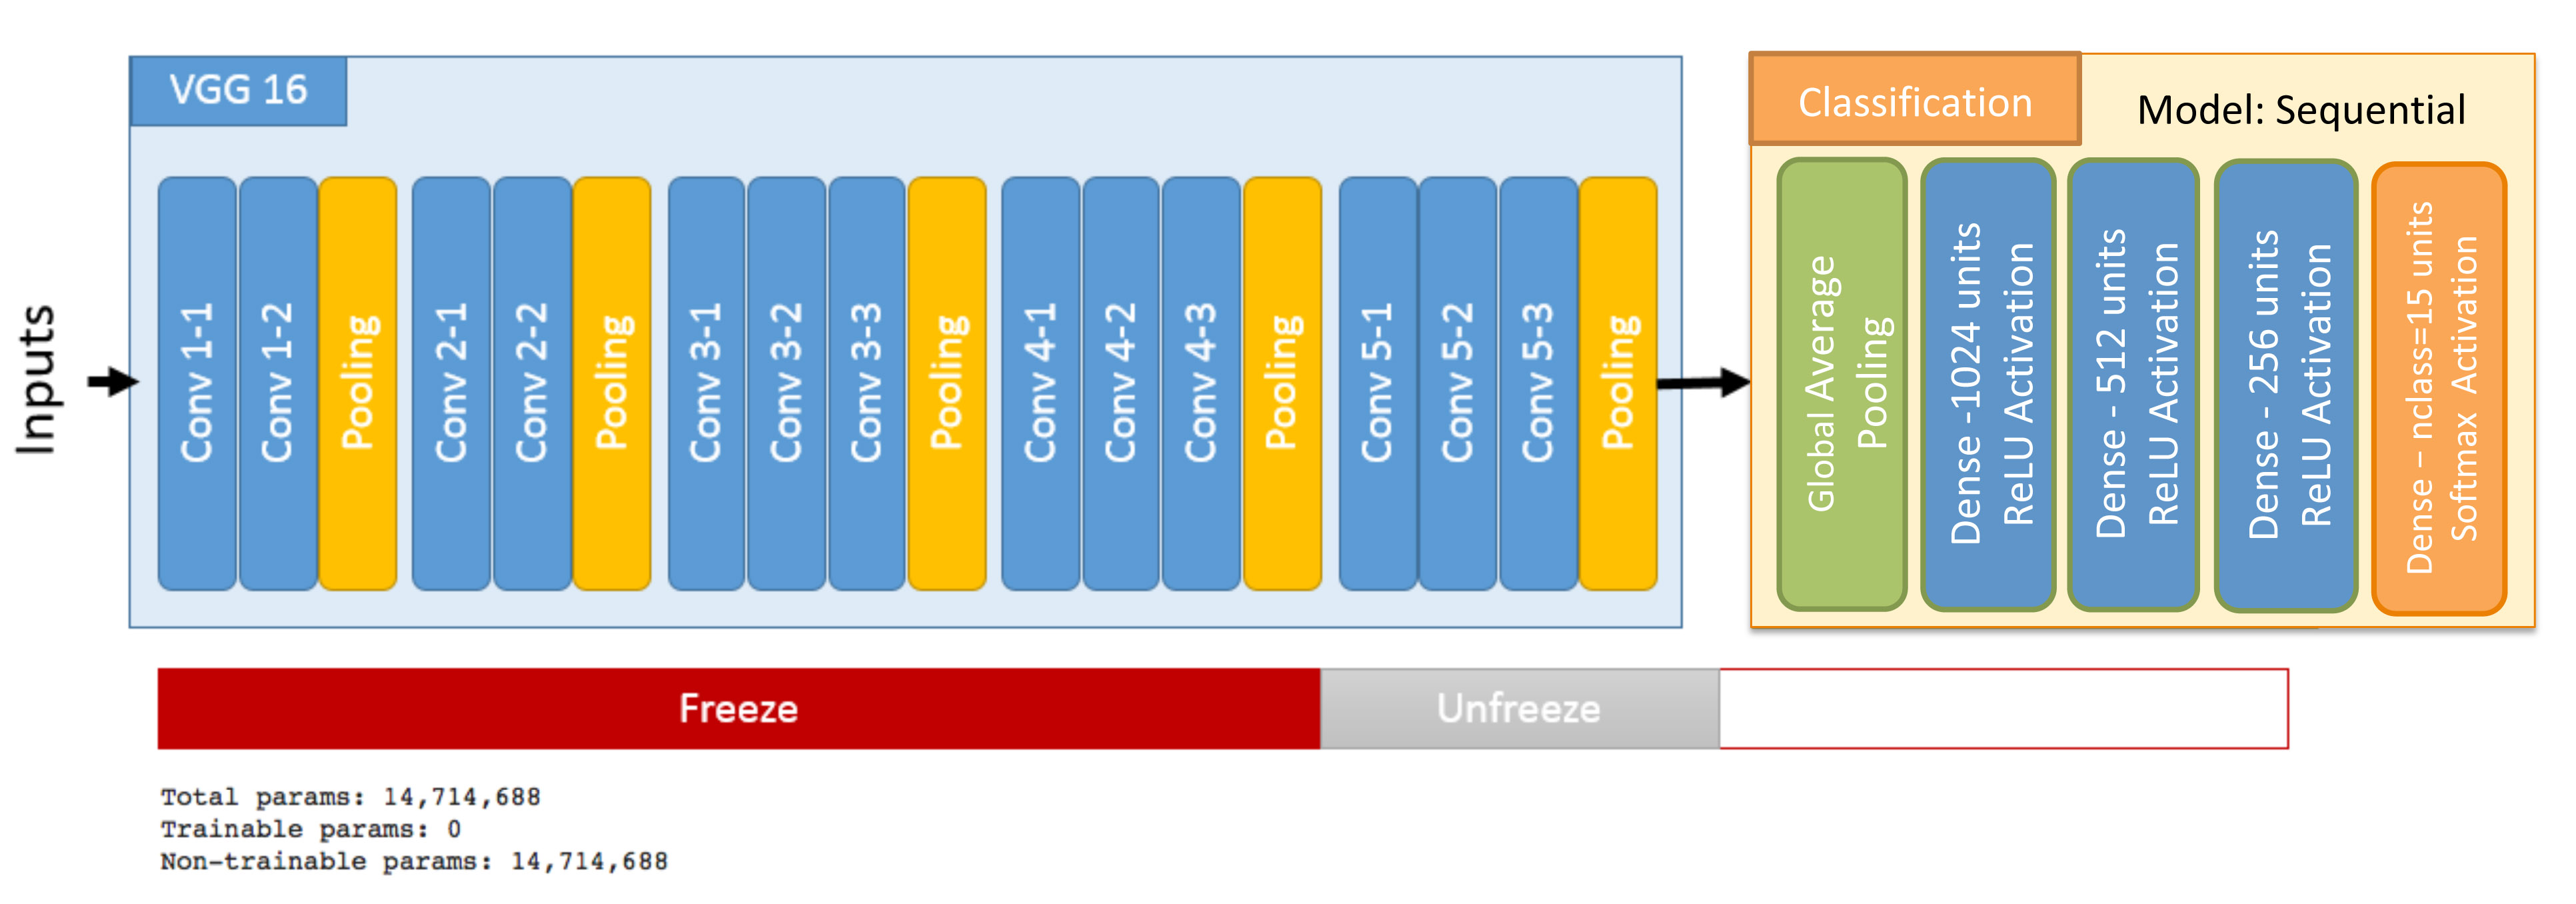 VGG 16
Classification
Model: Sequential
Inputs
Conv 1-1
Conv 1-2
Pooling
Conv 2-1
Conv 2-2
Pooling
Conv 3-1
Conv 3-2
Conv 3-3
Pooling
Conv 4-1
Conv 4-2
Conv 4-3
Pooling
Conv 5-1
Conv 5-2
Conv 5-3
Pooling
Global Average
Pooling
Dense -1024 units
ReLU Activation
Dense - 512 units
ReLU Activation
Dense - 256 units
ReLU Activation
Dense – nclass=15 units
Softmax Activation
Freeze
Unfreeze
Total params: 14,714,688
Trainable params: 0
Non-trainable params: 14,714,688